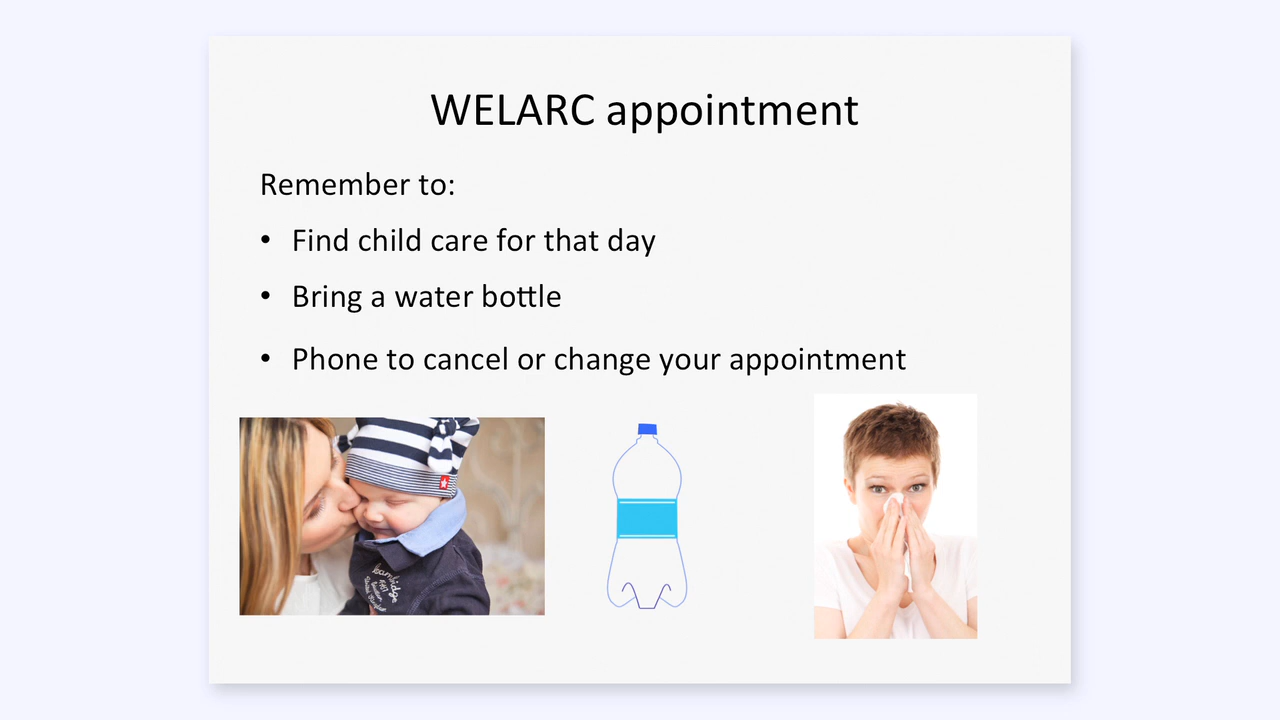 WELARC appointment
Remember to:
• Find child care for that day
• Bring a water bottle
• Phone to cancel or change your appointment
bambidge